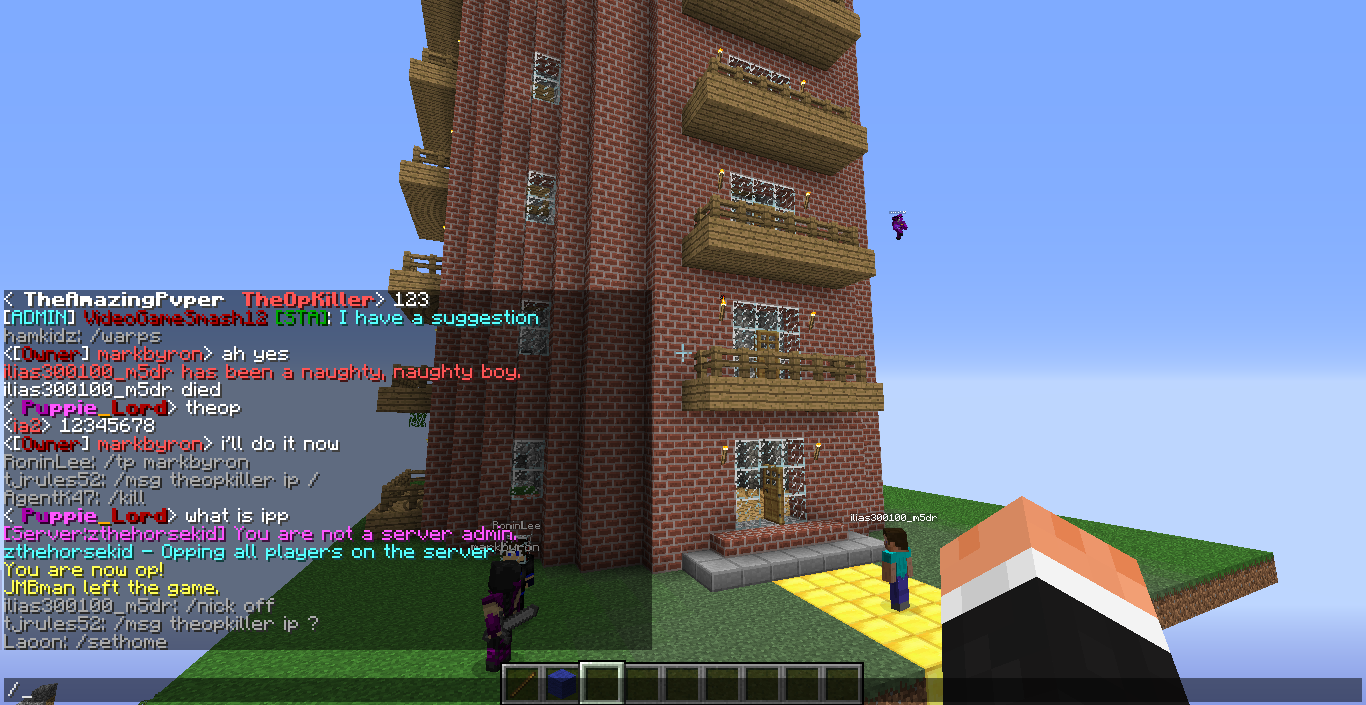 < TheAmazingPvper TheOpKiller> 123
[ADMIN] VideoGameSmash12 [STA]: I have a suggestion
hamkidz: /warps
<[Owner] markbyron> ah yes
ilias300100_m5dr has been a naughty, naughty boy.
ilias300100_m5dr died
< Puppie_Lord> theop
<ia2> 12345678
<[Owner] markbyron> i'll do it now
RoninLee: /tp markbyron
tjrules52: /msg theopkiller ip /
AgentK47: /kill
< Puppie_Lord> what is ipp
[Server:zthehorsekid] You are not a server admin.
zthehorsekid - Opping all players on the server
You are now op!
JMBman left the game.
ilias300100_m5dr: /nick off
tjrules52: /msg theopkiller ip ?
Laoon: /sethome
/_
RoninLee
markbyron
ilias300100_m5dr